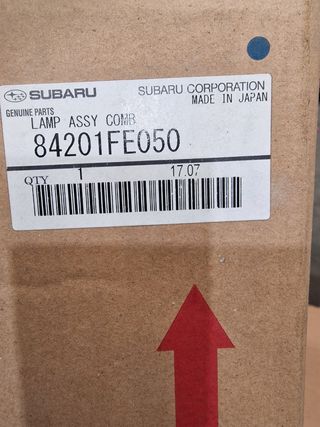 SUBARU SUBARU CORPORATION
GENUINE PARTS MADE IN JAPAN
LAMP ASSY COMB
84201FE050
QTY 1 17.07